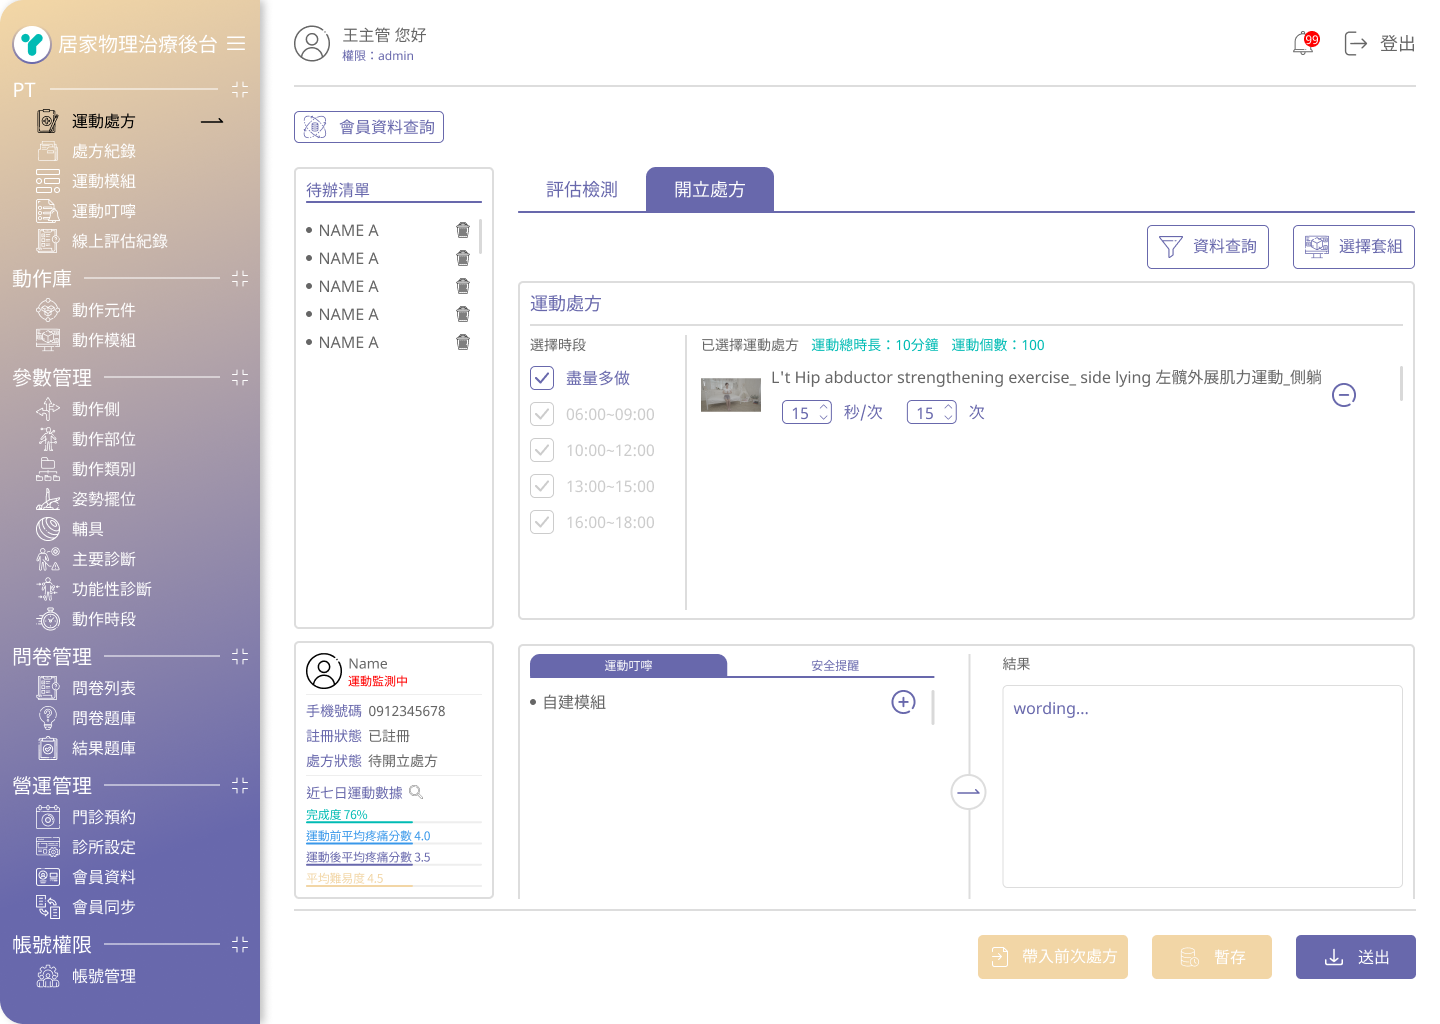 居家物理治療後台
PT
運動處方
處方紀錄
運動模組
運動叮嚀
線上評估紀錄
動作庫
動作元件
動作模組
參數管理
動作側
動作部位
動作類別
姿勢擺位
輔具
主要診斷
功能性診斷
動作時段
問卷管理
問卷列表
問卷題庫
結果題庫
營運管理
門診預約
診所設定
會員資料
會員同步
帳號權限
帳號管理
王主管 您好
權限：admin
99
登出
會員資料查詢
待辦清單
NAME A
NAME A
NAME A
NAME A
NAME A
評估檢測
開立處方
資料查詢
選擇套組
運動處方
選擇時段
盡量多做
06:00~09:00
10:00~12:00
13:00~15:00
16:00~18:00
已選擇運動處方 運動總時長：10分鐘 運動個數：100
L't Hip abductor strengthening exercise_ side lying 左髖外展肌力運動_側躺
15 秒/次 15 次
Name
運動監測中
手機號碼 0912345678
註冊狀態 已註冊
處方狀態 待開立處方
近七日運動數據
完成度 76%
運動前平均疼痛分數 4.0
運動後平均疼痛分數 3.5
平均難易度 4.5
運動叮嚀
安全提醒
自建模組
結果
wording...
帶入前次處方
暫存
送出